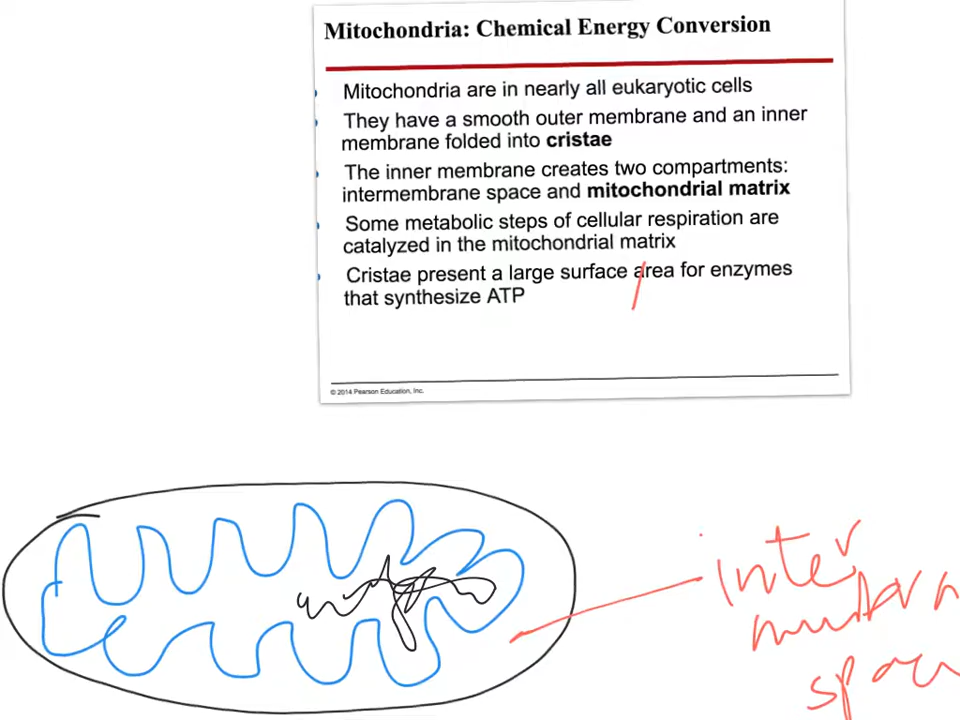 Mitochondria: Chemical Energy Conversion
Mitochondria are in nearly all eukaryotic cells
They have a smooth outer membrane and an inner
membrane folded into cristae
The inner membrane creates two compartments:
intermembrane space and mitochondrial matrix
Some metabolic steps of cellular respiration are
catalyzed in the mitochondrial matrix
Cristae present a large surface area for enzymes
that synthesize ATP
© 2014 Pearson Education, Inc.
inter